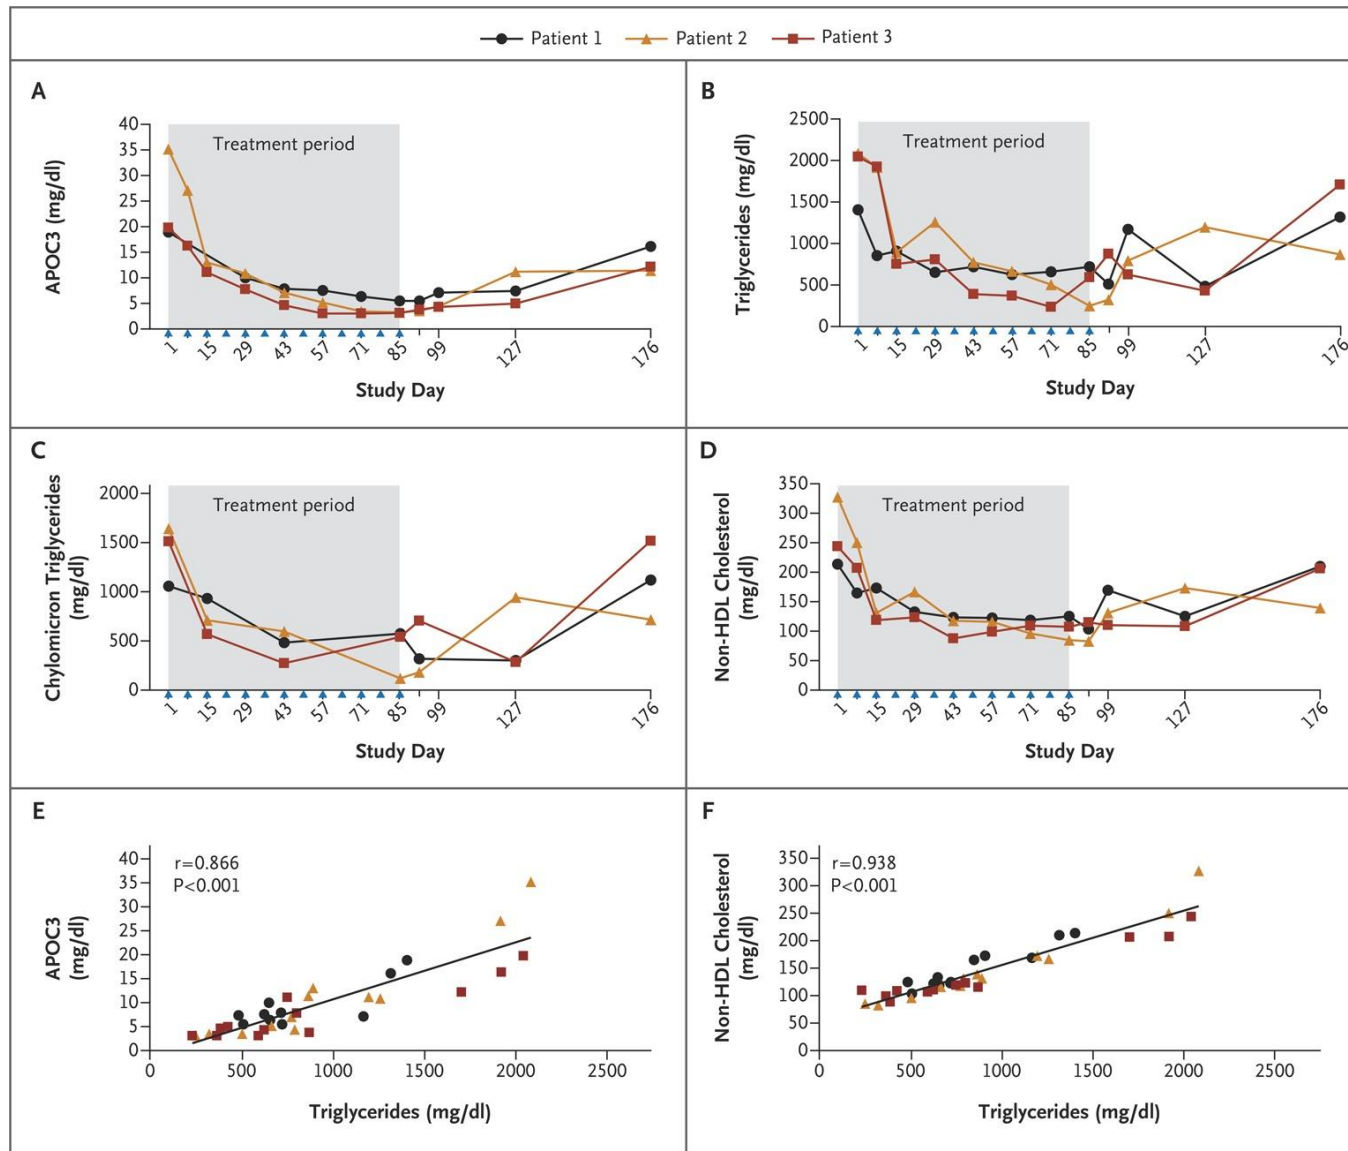 Patient 1 Patient 2 Patient 3
A
APOC3 (mg/dl)
40
35
30
25
20
15
10
5
0
Treatment period
1 15 29 43 57 71 85 99 127 176
Study Day
B
Triglycerides (mg/dl)
2500
2000
1500
1000
500
0
Treatment period
1 15 29 43 57 71 85 99 127 176
Study Day
C
Chylomicron Triglycerides
(mg/dl)
2000
1500
1000
500
0
Treatment period
1 15 29 43 57 71 85 99 127 176
Study Day
D
Non-HDL Cholesterol
(mg/dl)
350
300
250
200
150
100
50
0
Treatment period
1 15 29 43 57 71 85 99 127 176
Study Day
E
APOC3
(mg/dl)
40
35
30
25
20
15
10
5
0
r=0.866
P<0.001
0 500 1000 1500 2000 2500
Triglycerides (mg/dl)
F
Non-HDL Cholesterol
(mg/dl)
350
300
250
200
150
100
50
0
r=0.938
P<0.001
0 500 1000 1500 2000 2500
Triglycerides (mg/dl)